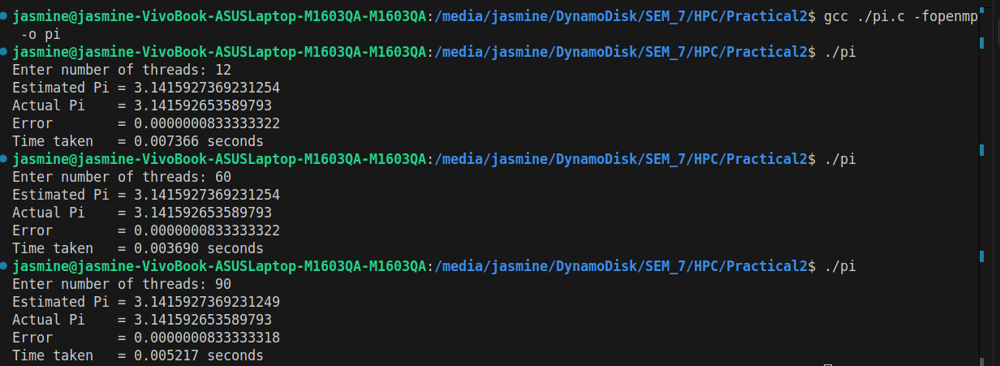 jasmine@jasmine-VivoBook-ASUSLaptop-M1603QA-M1603QA:/media/jasmine/DynamoDisk/SEM_7/HPC/Practical2$ gcc ./pi.c -fopenmp
 -o pi
jasmine@jasmine-VivoBook-ASUSLaptop-M1603QA-M1603QA:/media/jasmine/DynamoDisk/SEM_7/HPC/Practical2$ ./pi
Enter number of threads: 12
Estimated Pi = 3.1415927369231254
Actual Pi    = 3.141592653589793
Error        = 0.0000000833333322
Time taken   = 0.007366 seconds
jasmine@jasmine-VivoBook-ASUSLaptop-M1603QA-M1603QA:/media/jasmine/DynamoDisk/SEM_7/HPC/Practical2$ ./pi
Enter number of threads: 60
Estimated Pi = 3.1415927369231254
Actual Pi    = 3.141592653589793
Error        = 0.0000000833333322
Time taken   = 0.003690 seconds
jasmine@jasmine-VivoBook-ASUSLaptop-M1603QA-M1603QA:/media/jasmine/DynamoDisk/SEM_7/HPC/Practical2$ ./pi
Enter number of threads: 90
Estimated Pi = 3.1415927369231249
Actual Pi    = 3.141592653589793
Error        = 0.0000000833333318
Time taken   = 0.005217 seconds